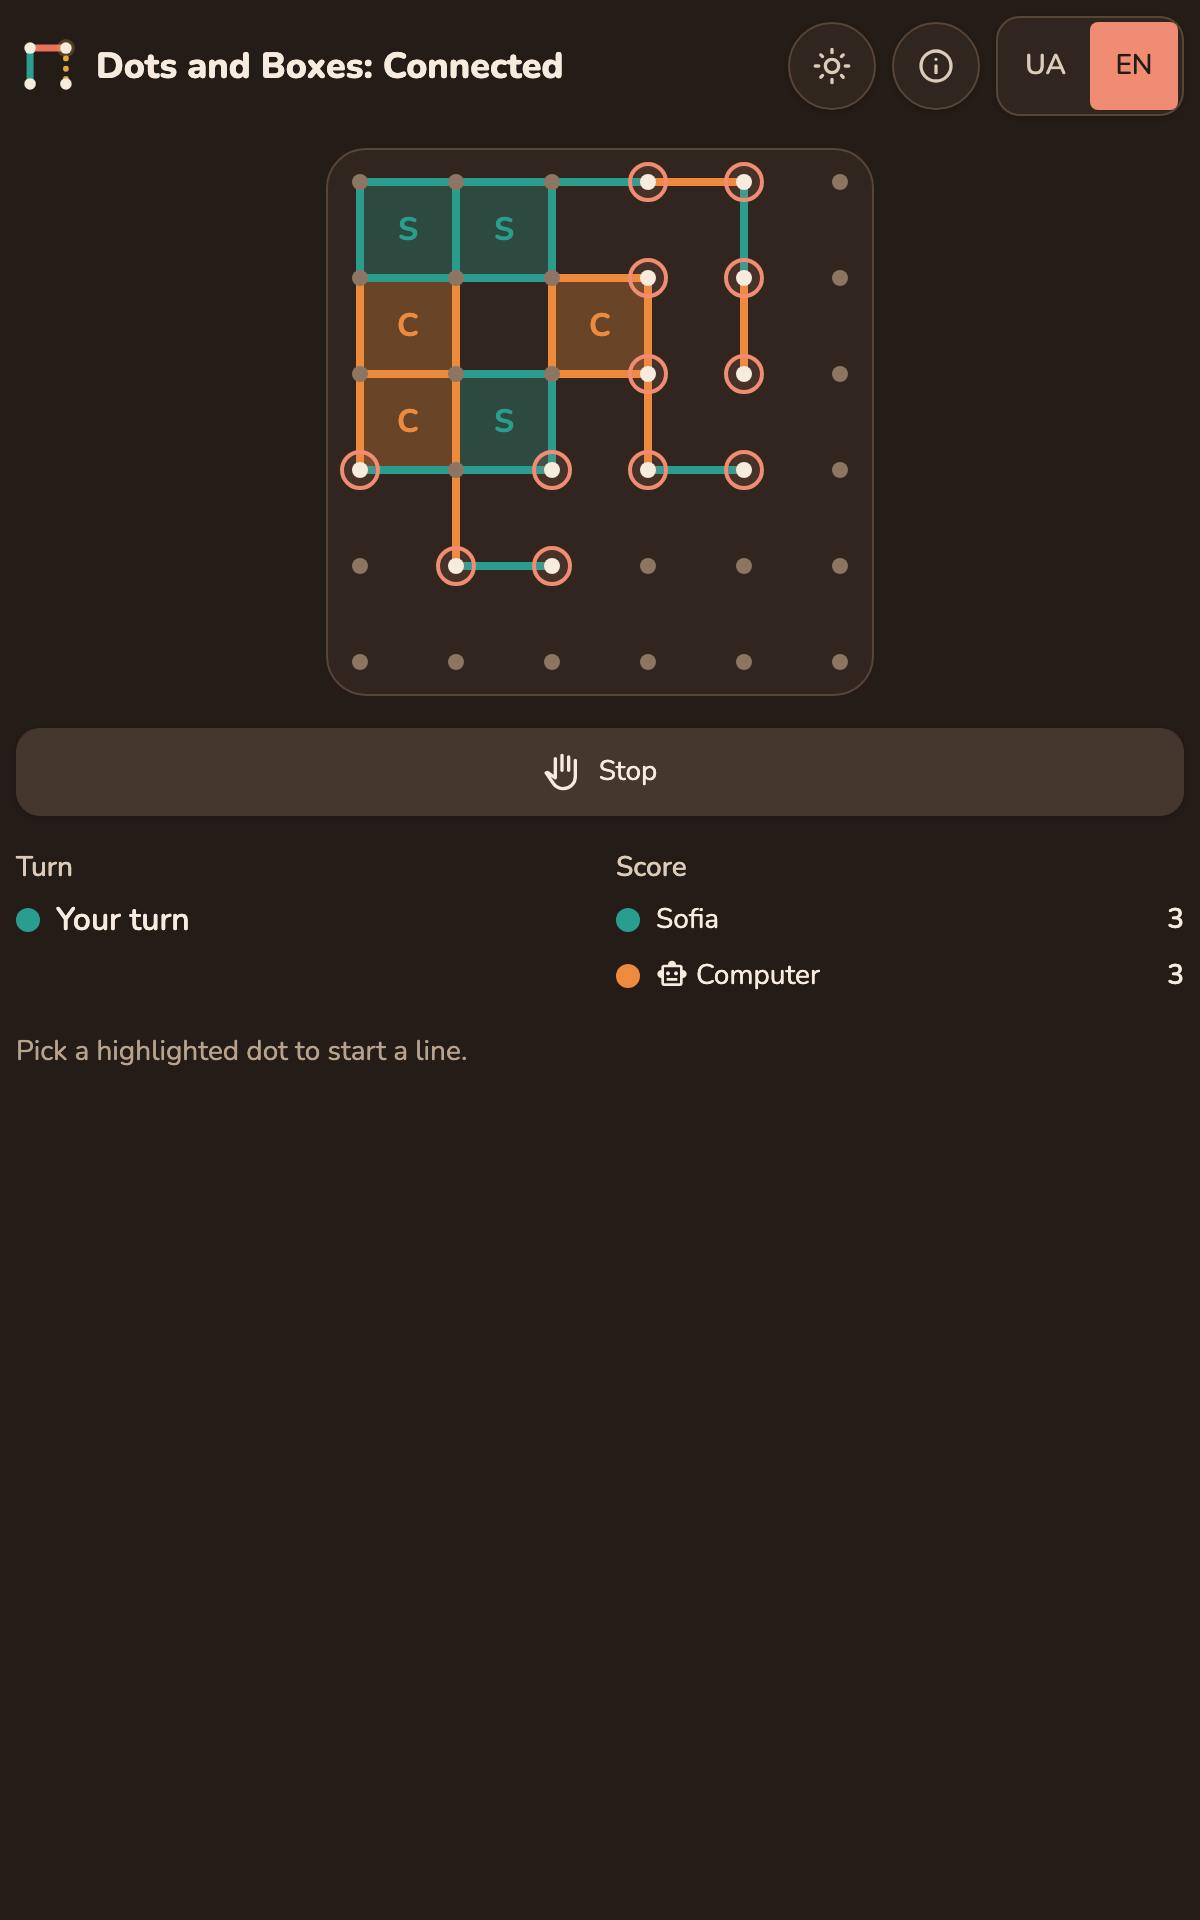 Dots and Boxes: Connected
UA EN
S S
C C
C S
Stop
Turn
Your turn
Score
Sofia 3
Computer 3
Pick a highlighted dot to start a line.